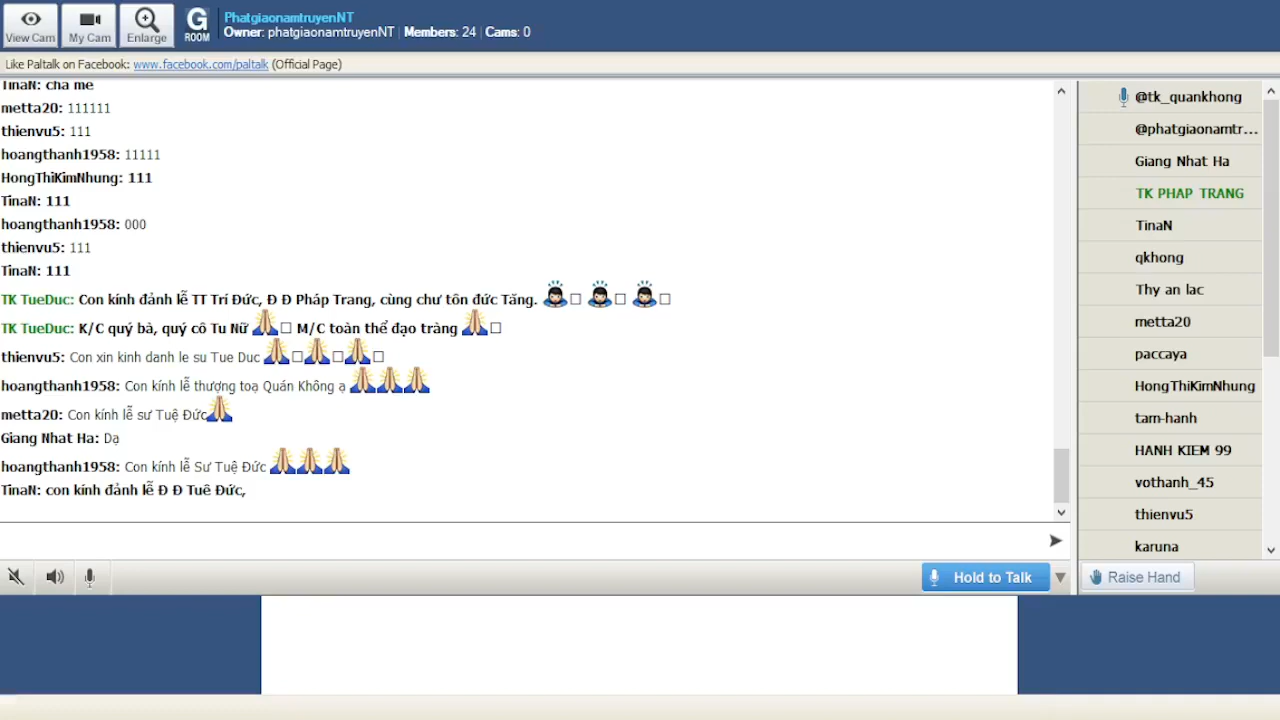 View Cam
My Cam
Enlarge
G
ROOM
PhatgiaonamtruyenNT
Owner: phatgiaonamtruyenNT | Members: 24 | Cams: 0
Like Paltalk on Facebook: www.facebook.com/paltalk (Official Page)
TinaN: cha me
metta20: 111111
thienvu5: 111
hoangthanh1958: 11111
HongThiKimNhung: 111
TinaN: 111
hoangthanh1958: 000
thienvu5: 111
TinaN: 111
TK TueDuc: Con kính đảnh lễ TT Trí Đức, Đ Đ Pháp Trang, cùng chư tôn đức Tăng.
TK TueDuc: K/C quý bà, quý cô Tu Nữ M/C toàn thể đạo tràng
thienvu5: Con xin kinh danh le su Tue Duc
hoangthanh1958: Con kính lễ thượng toạ Quán Không ạ
metta20: Con kính lễ sư Tuệ Đức
Giang Nhat Ha: Dạ
hoangthanh1958: Con kính lễ Sư Tuệ Đức
TinaN: con kính đảnh lễ Đ Đ Tuê Đức,
Hold to Talk
@tk_quankhong
@phatgiaonamtr...
Giang Nhat Ha
TK PHAP TRANG
TinaN
qkhong
Thy an lac
metta20
paccaya
HongThiKimNhung
tam-hanh
HANH KIEM 99
vothanh_45
thienvu5
karuna
Raise Hand